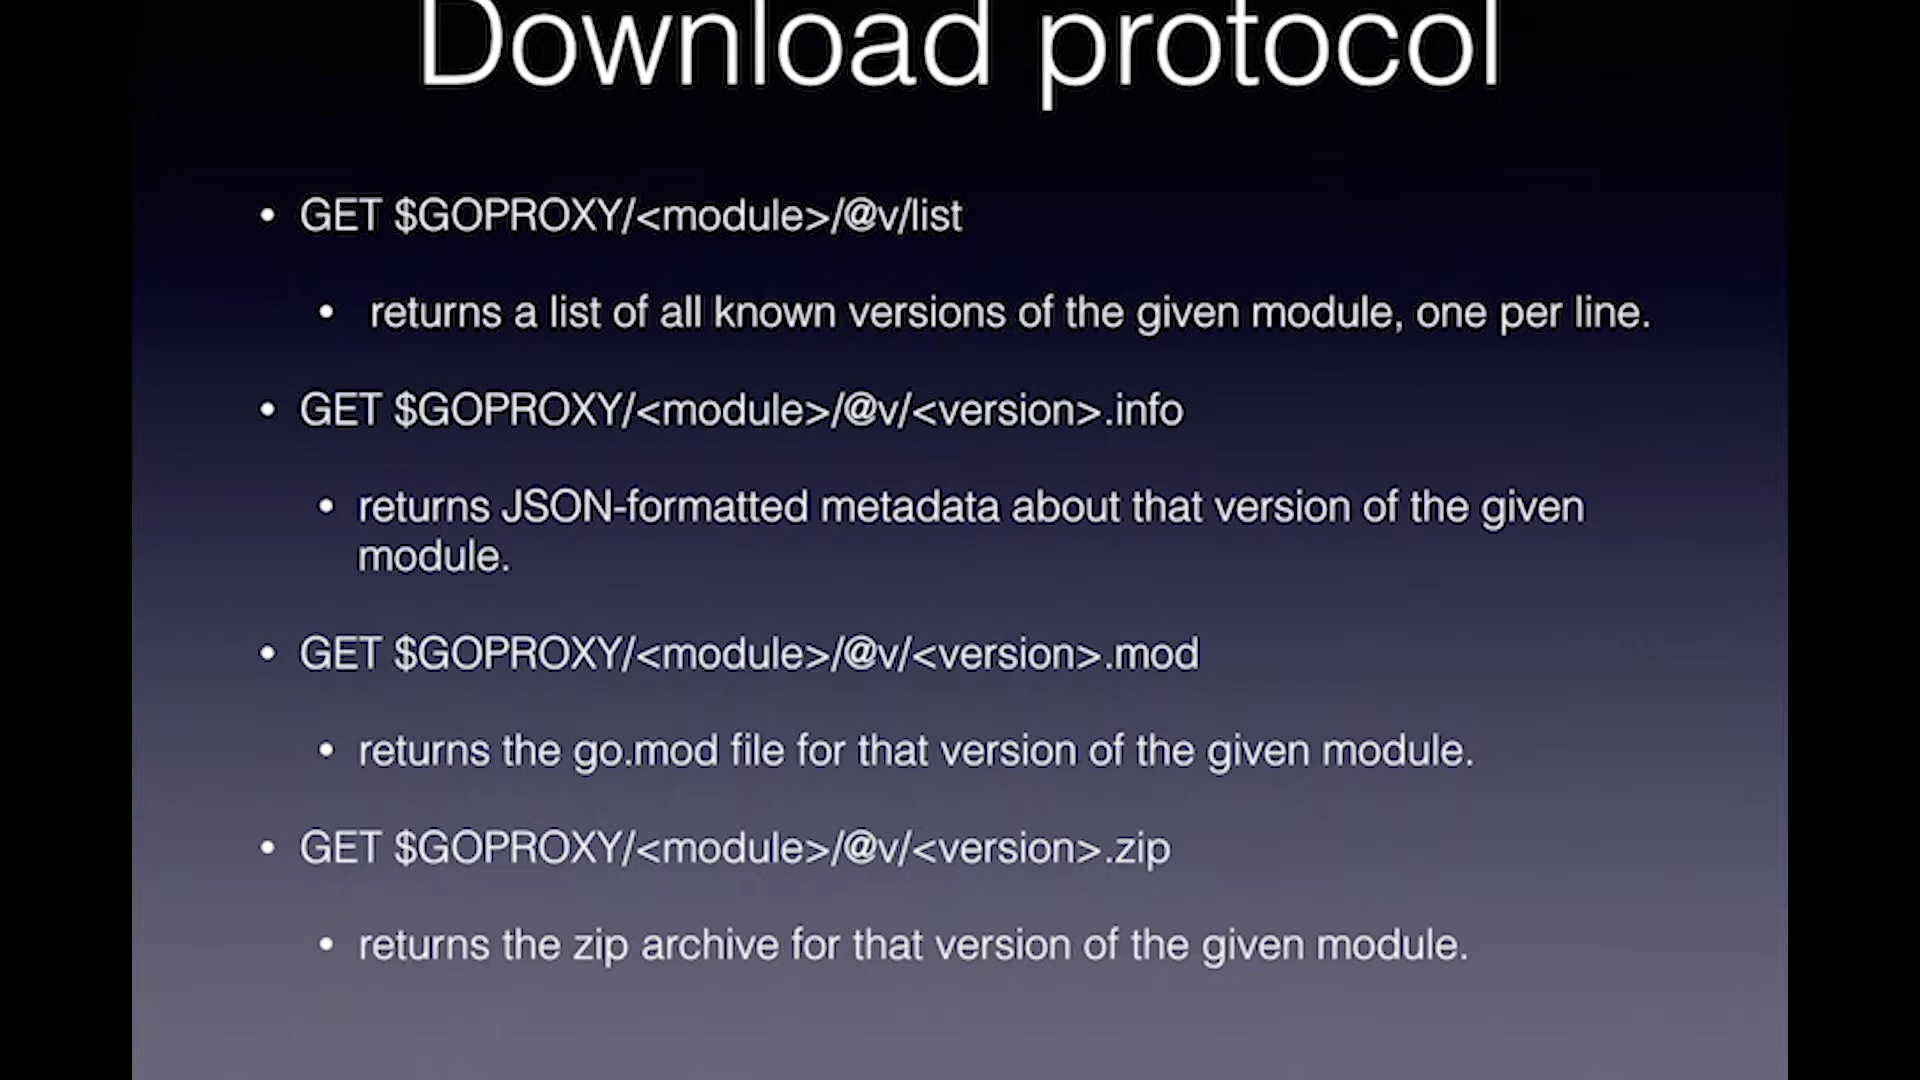 Download protocol
• GET $GOPROXY/<module>/@v/list
• returns a list of all known versions of the given module, one per line.
• GET $GOPROXY/<module>/@v/<version>.info
• returns JSON-formatted metadata about that version of the given
module.
• GET $GOPROXY/<module>/@v/<version>.mod
• returns the go.mod file for that version of the given module.
• GET $GOPROXY/<module>/@v/<version>.zip
• returns the zip archive for that version of the given module.